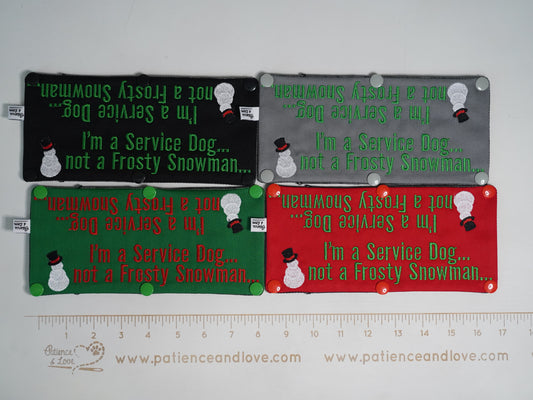 I'm a Service Dog...
not a Frosty Snowman...
I'm a Service Dog...
not a Frosty Snowman...
I'm a Service Dog...
not a Frosty Snowman...
I'm a Service Dog...
not a Frosty Snowman...
I'm a Service Dog...
not a Frosty Snowman...
I'm a Service Dog...
not a Frosty Snowman...
I'm a Service Dog...
not a Frosty Snowman...
I'm a Service Dog...
not a Frosty Snowman...
1 2 3 4 5 6 7 8 9 10 11 12 13 14 15 16 17
Patience & Love
www.patienceandlove.com
www.patienceandlove.com